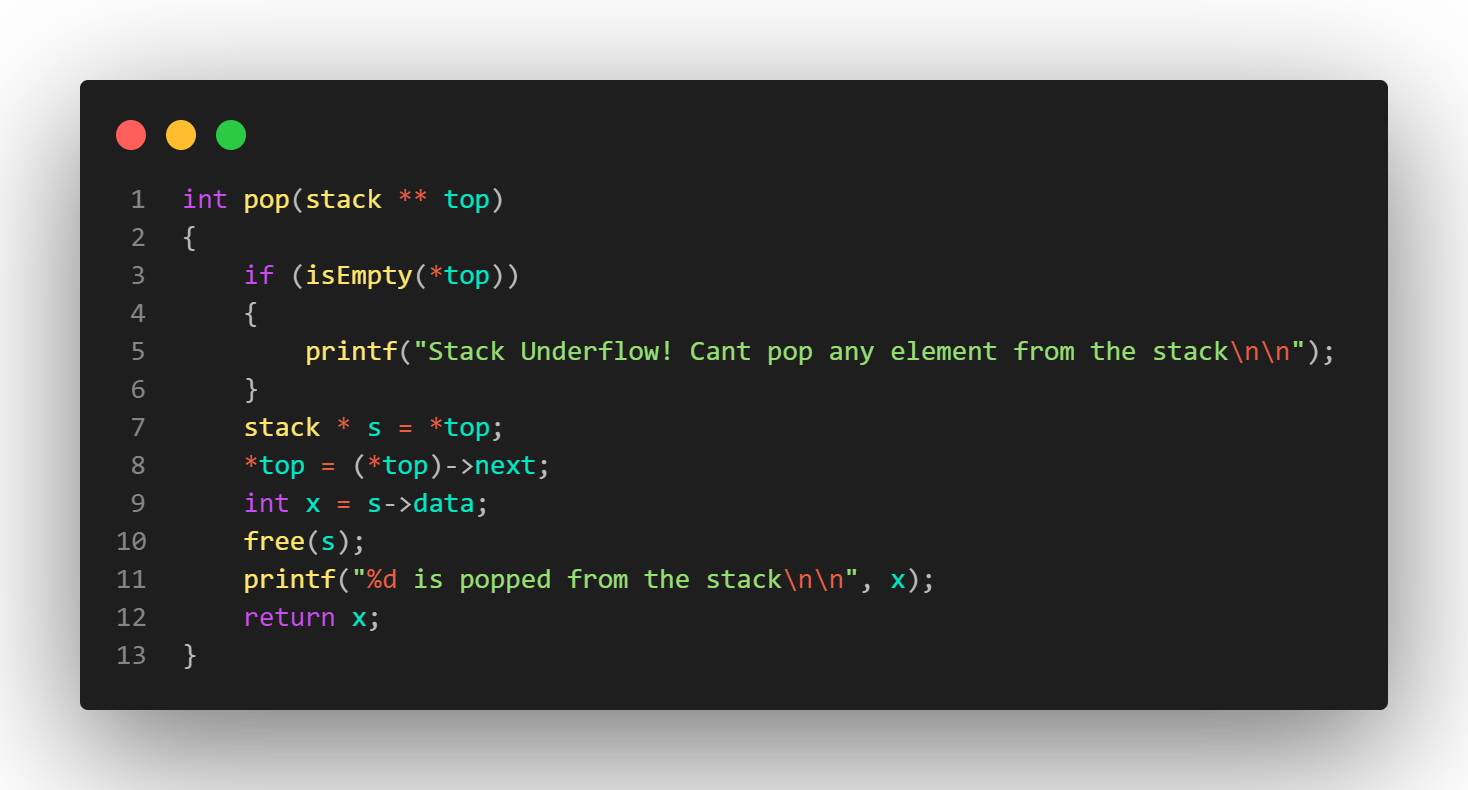 1 int pop(stack ** top)
2 {
3     if (isEmpty(*top))
4     {
5         printf("Stack Underflow! Cant pop any element from the stack\n\n");
6     }
7     stack * s = *top;
8     *top = (*top)->next;
9     int x = s->data;
10     free(s);
11     printf("%d is popped from the stack\n\n", x);
12     return x;
13 }